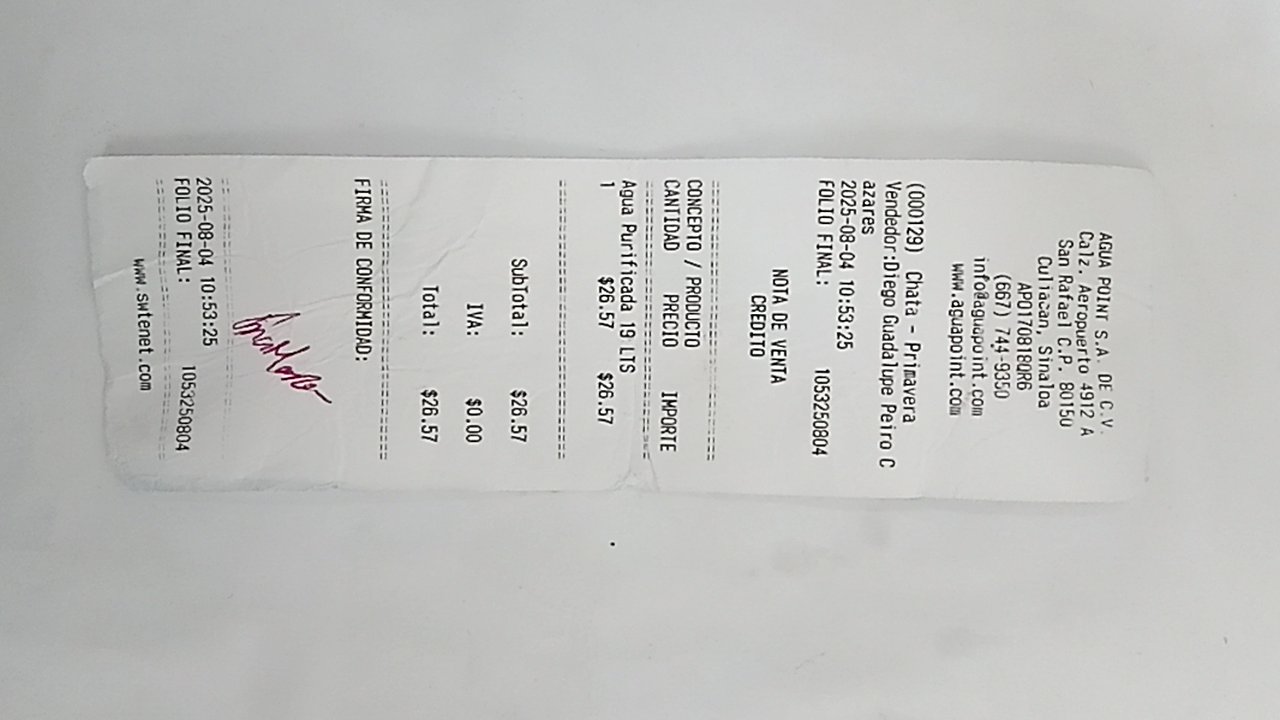 AGUA POINT S.A. DE C.V.
Calz. Aeropuerto 4912 A
San Rafael C.P. 80150
Culiacan, Sinaloa
APO170818QR6
(667) 744-9350
info@aguapoint.com
www.aguapoint.com
(000129) Chata - Primavera
Vendedor:Diego Guadalupe Peiro C
azares
2025-08-04 10:53:25
FOLIO FINAL: 1053250804
NOTA DE VENTA
CREDITO
================================
CONCEPTO / PRODUCTO
CANTIDAD PRECIO IMPORTE
================================
Agua Purificada 19 LTS
1 $26.57 $26.57
================================
SubTotal: $26.57
IVA: $0.00
Total: $26.57
================================
FIRMA DE CONFORMIDAD:
================================
2025-08-04 10:53:25
FOLIO FINAL: 1053250804
================================
www.swtenet.com